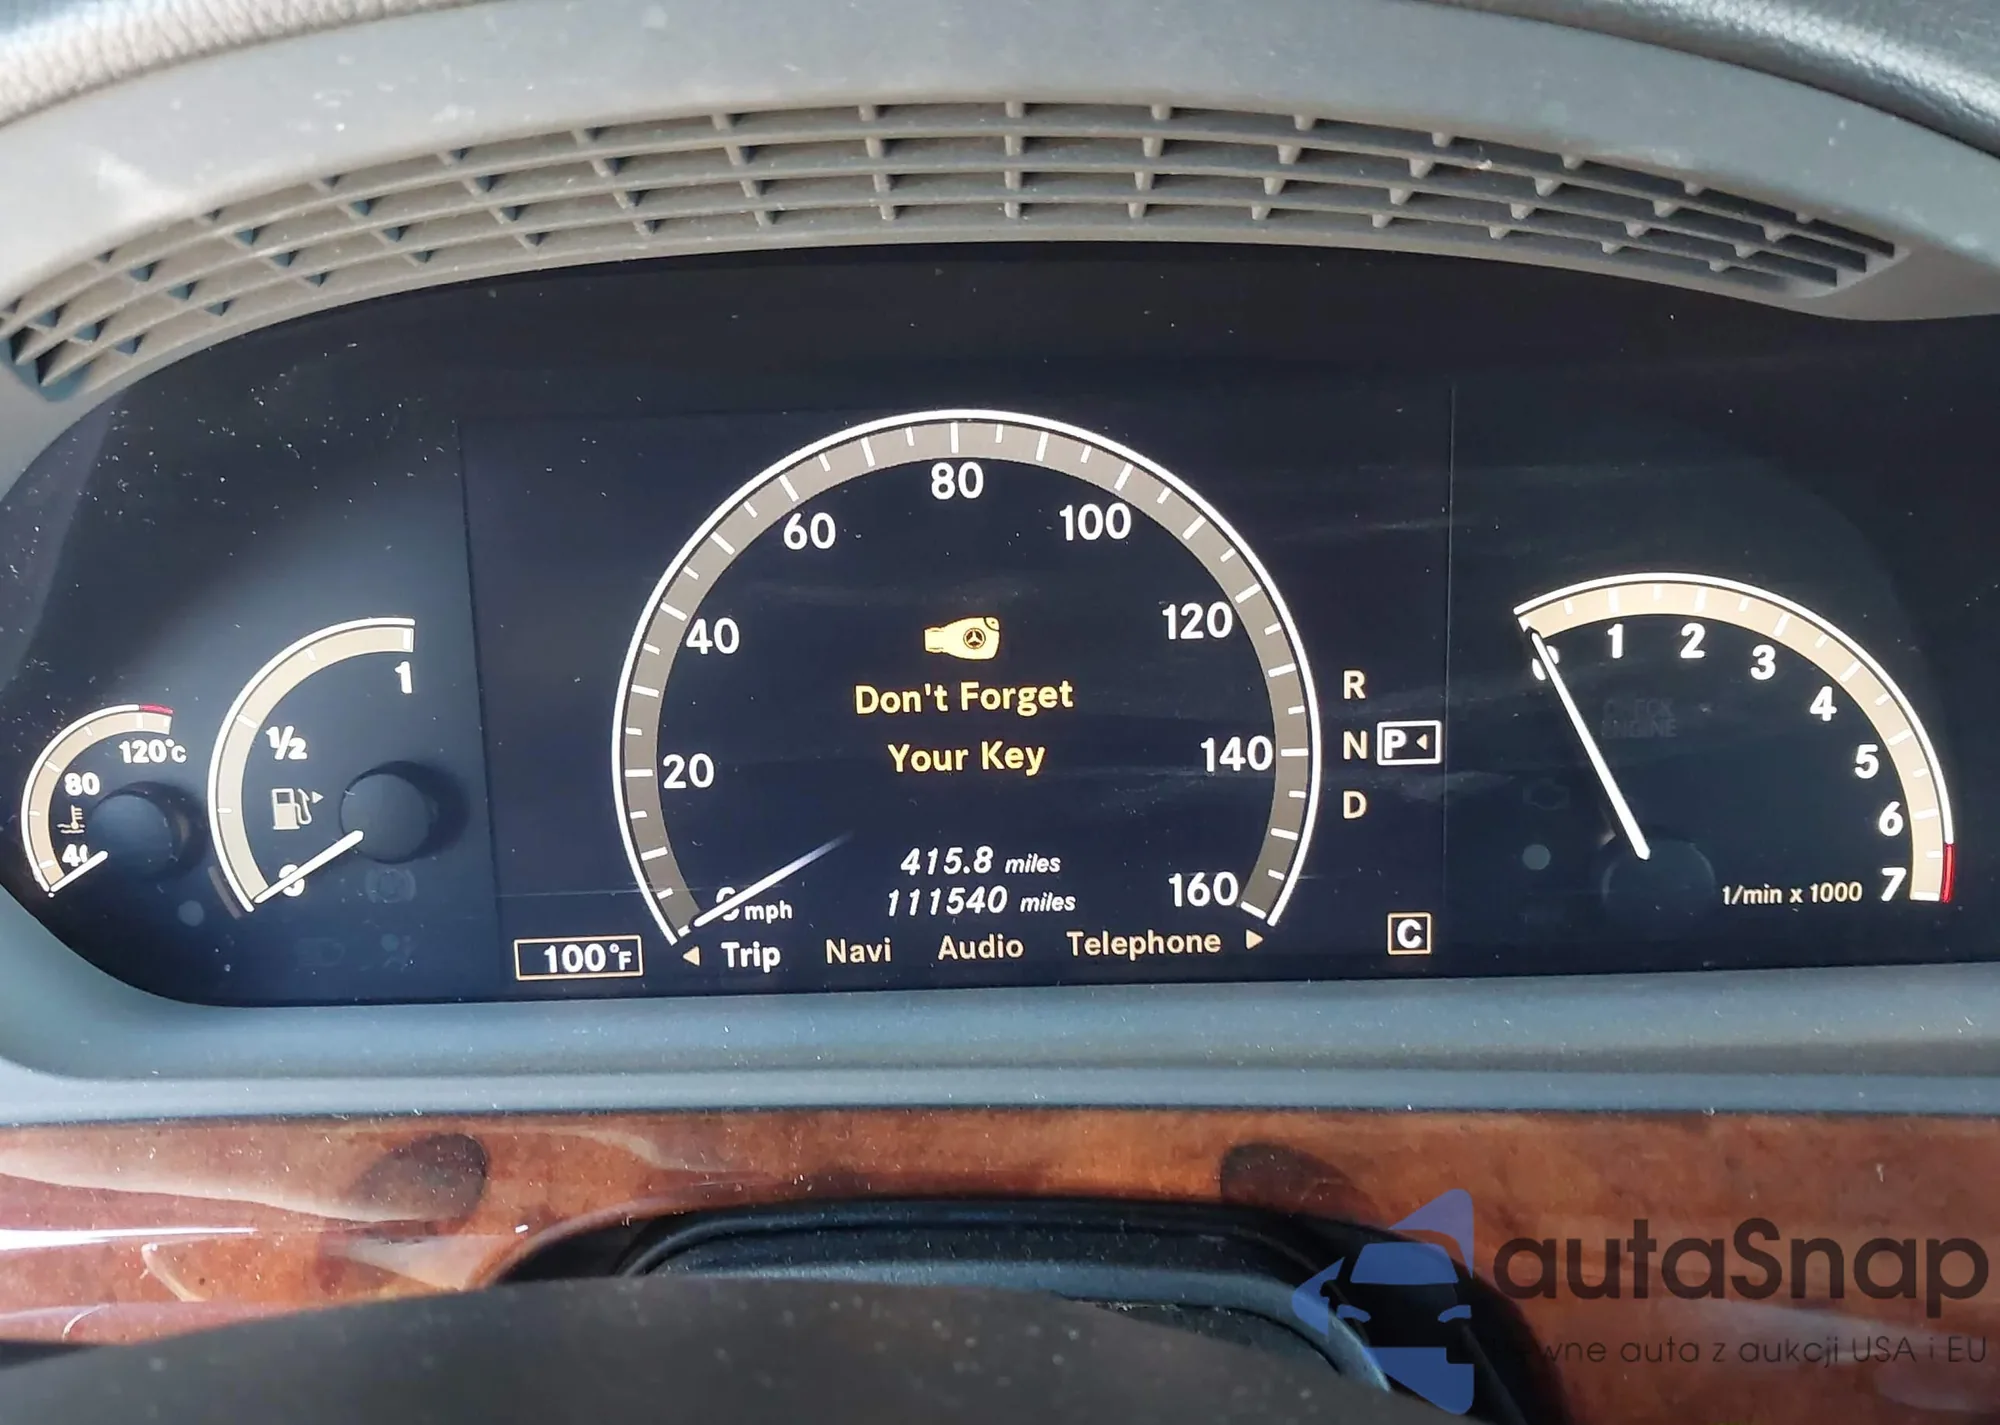 80
60
100
40
120
20
140
160
mph
Don't Forget
Your Key
415.8 miles
111540 miles
100°F
Trip Navi Audio Telephone
R
N P
D
C
120°C
80
1
1/2
1
2
3
4
5
6
7
1/min x 1000
CHECK
ENGINE
autaSnap
auta z aukcji USA i EU